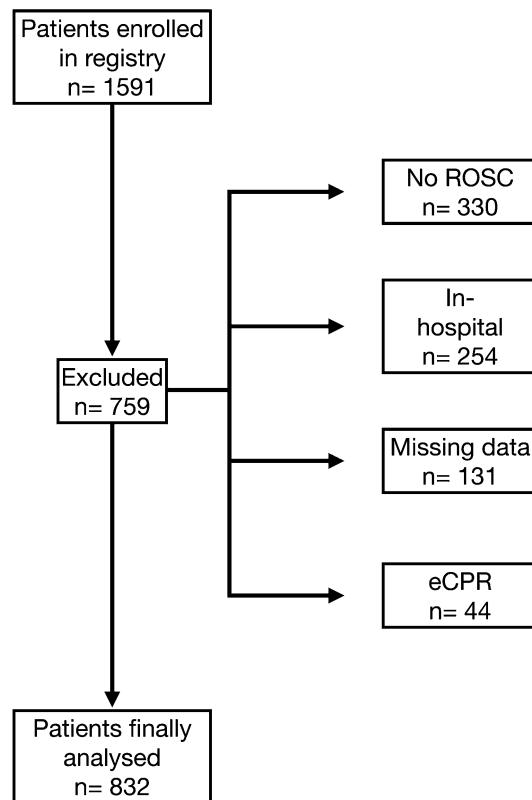 Patients enrolled
in registry
n= 1591
No ROSC
n= 330
In-
hospital
n= 254
Excluded
n= 759
Missing data
n= 131
eCPR
n= 44
Patients finally
analysed
n= 832